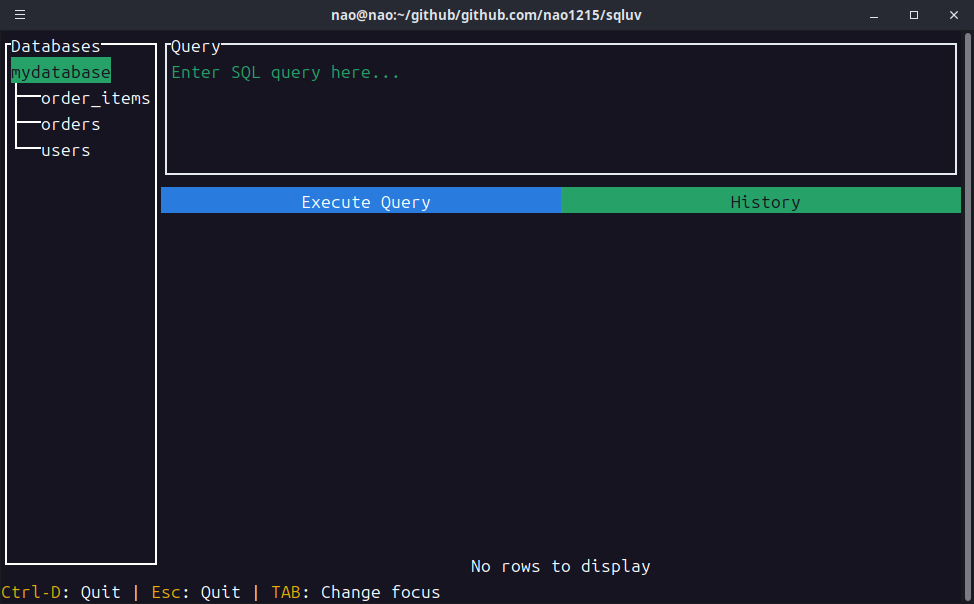 nao@nao:~/github/github.com/nao1215/sqluv
Databases
mydatabase
order_items
orders
users
Query
Enter SQL query here...
Execute Query
History
No rows to display
Ctrl-D: Quit | Esc: Quit | TAB: Change focus